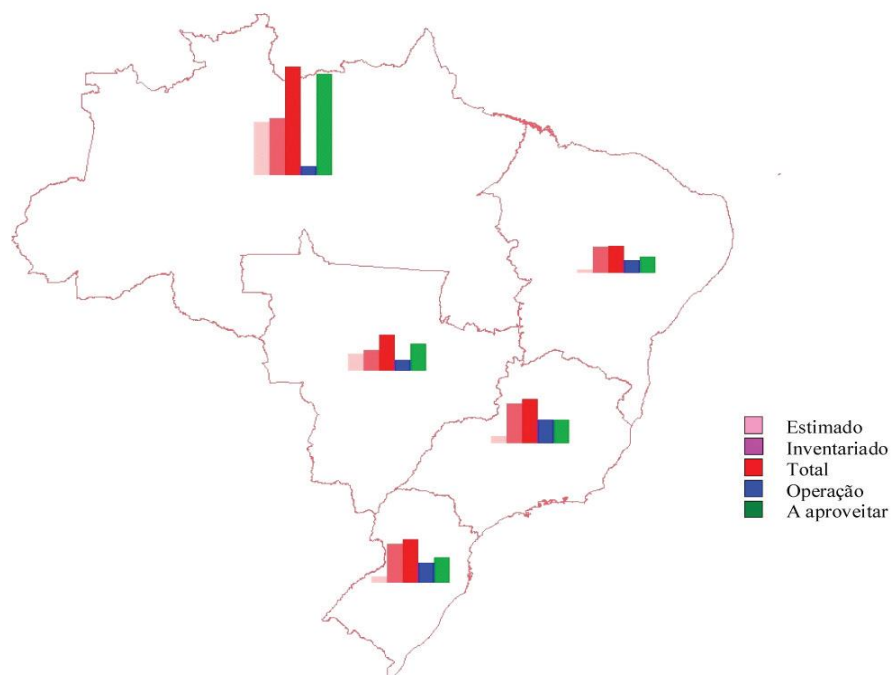 Estimado
Inventariado
Total
Operação
A aproveitar